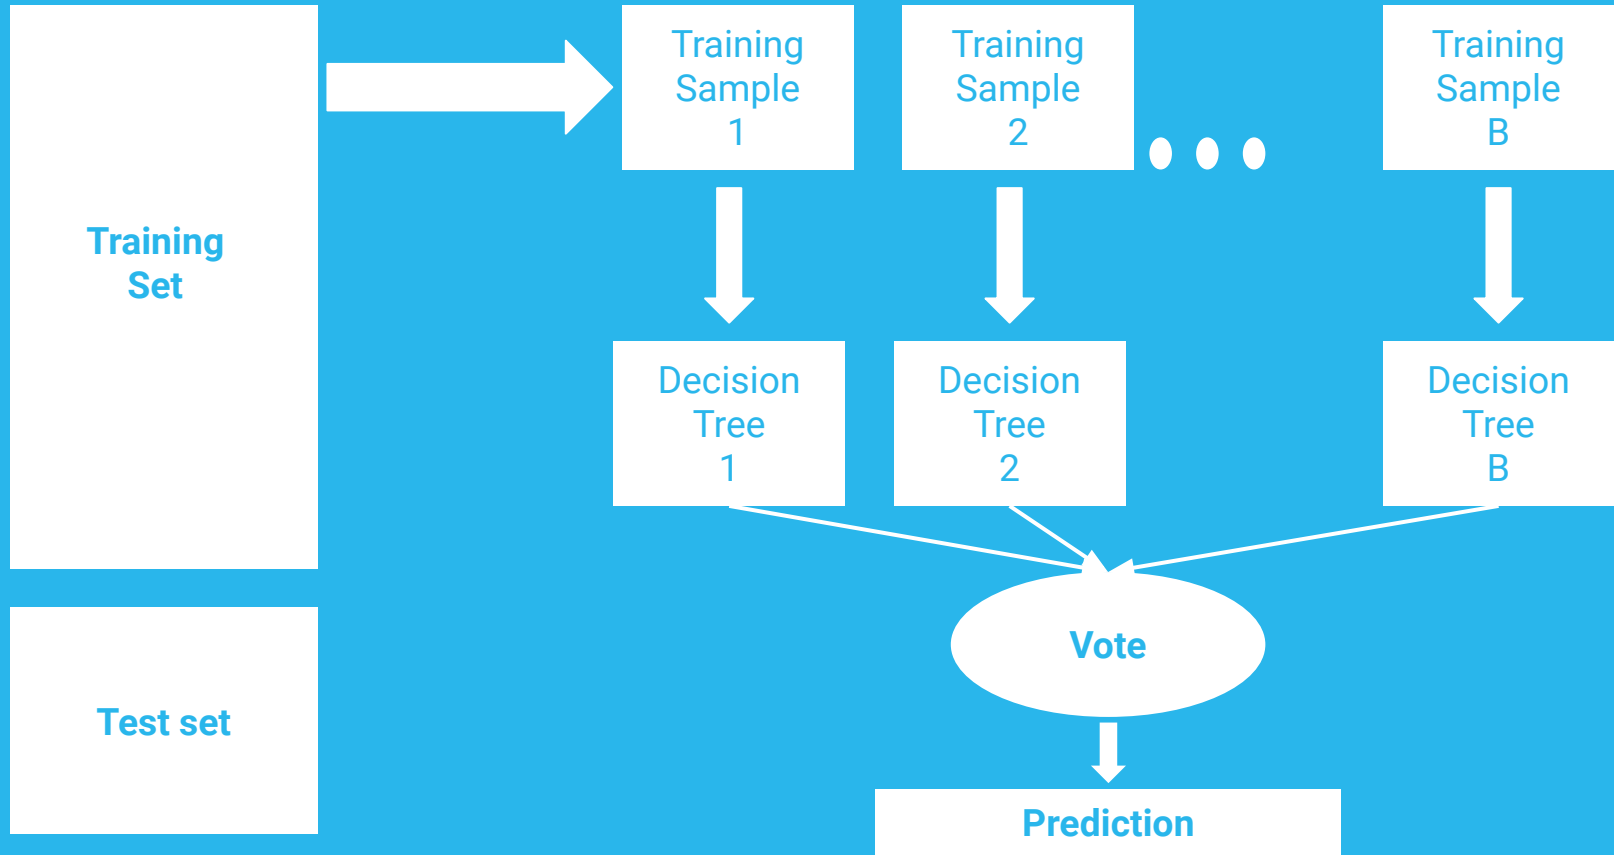 Training
Set
Training
Sample
1
Training
Sample
2
Training
Sample
B
Decision
Tree
1
Decision
Tree
2
Decision
Tree
B
Vote
Test set
Prediction